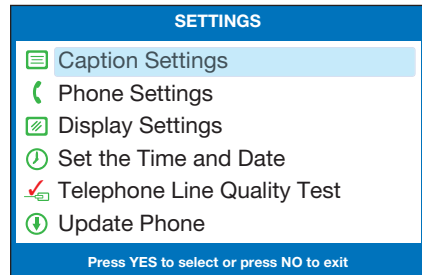 SETTINGS
Caption Settings
Phone Settings
Display Settings
Set the Time and Date
Telephone Line Quality Test
Update Phone
Press YES to select or press NO to exit